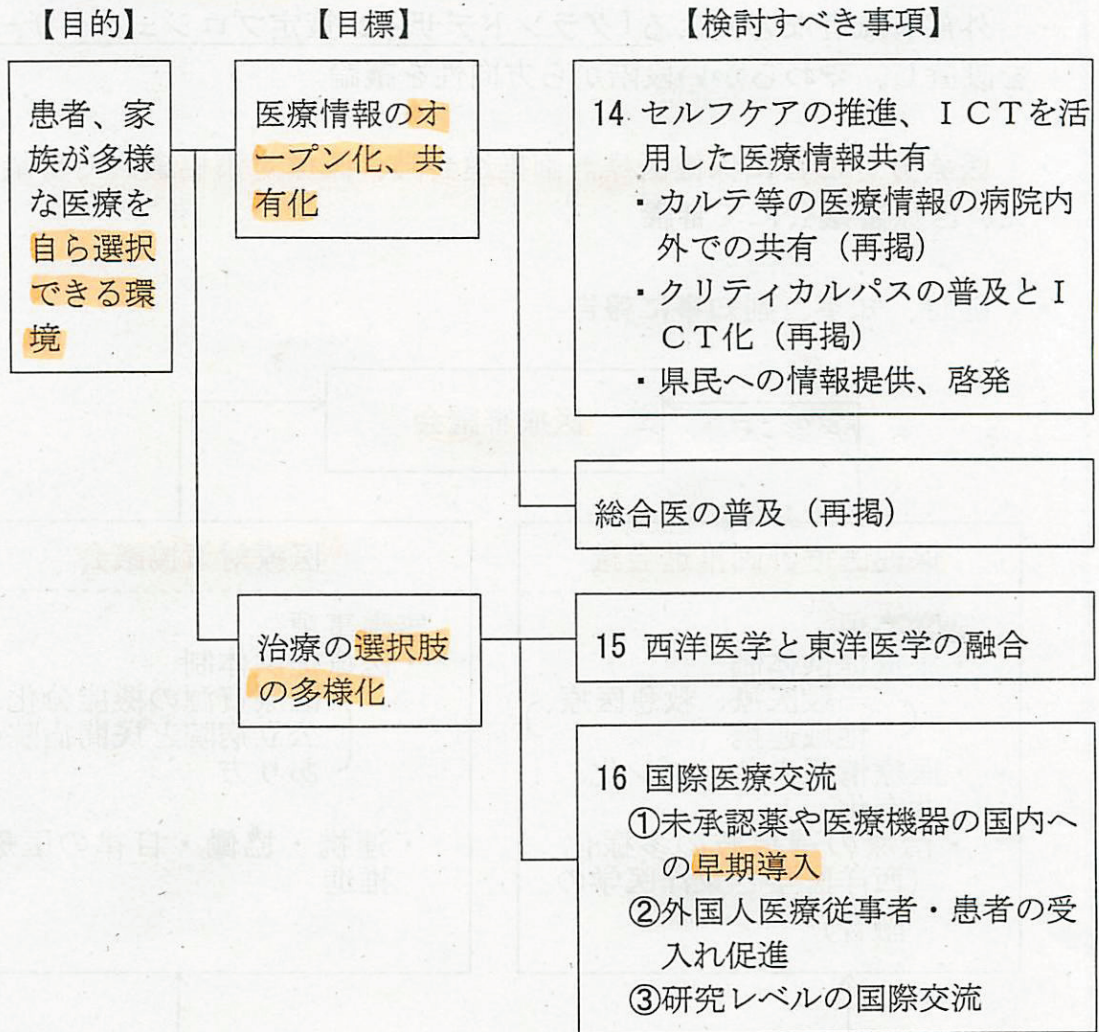 【目的】
【目標】
【検討すべき事項】
患者、家
族が多様
な医療を
自ら選択
できる環
境
医療情報のオ
ープン化、共
有化
14 セルフケアの推進、ＩＣＴを活
用した医療情報共有
・カルテ等の医療情報の病院内
外での共有（再掲）
・クリティカルパスの普及とＩ
ＣＴ化（再掲）
・県民への情報提供、啓発
総合医の普及（再掲）
治療の選択肢
の多様化
15 西洋医学と東洋医学の融合
16 国際医療交流
①未承認薬や医療機器の国内へ
の早期導入
②外国人医療従事者・患者の受
入れ促進
③研究レベルの国際交流